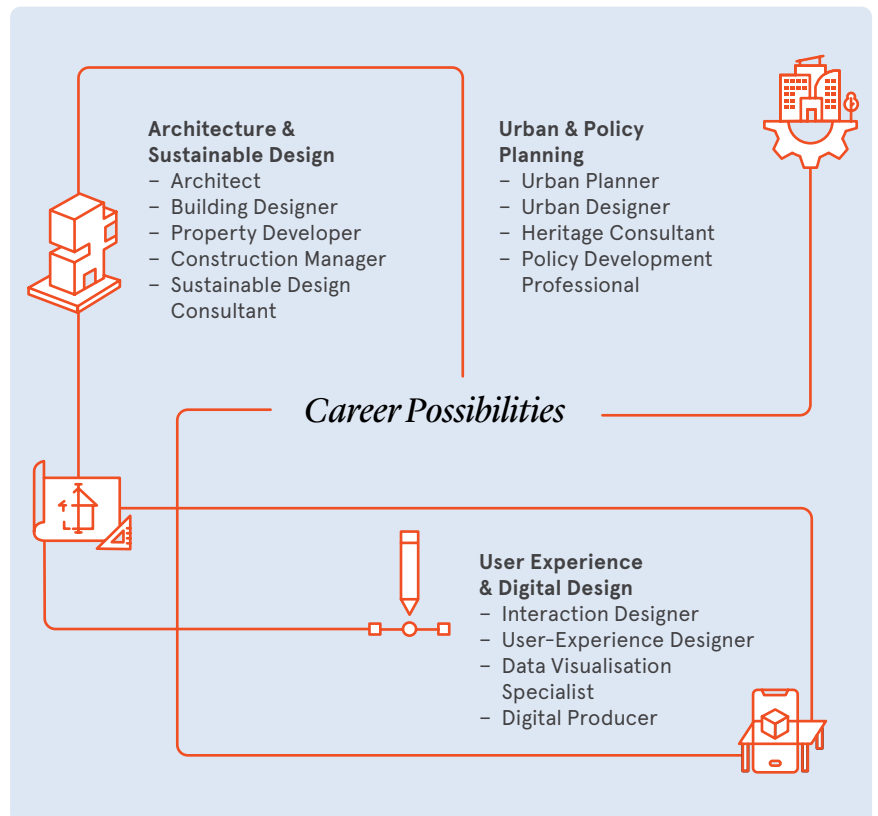 Architecture &
Sustainable Design
– Architect
– Building Designer
– Property Developer
– Construction Manager
– Sustainable Design
Consultant
Urban & Policy
Planning
– Urban Planner
– Urban Designer
– Heritage Consultant
– Policy Development
Professional
Career Possibilities
User Experience
& Digital Design
– Interaction Designer
– User-Experience Designer
– Data Visualisation
Specialist
– Digital Producer